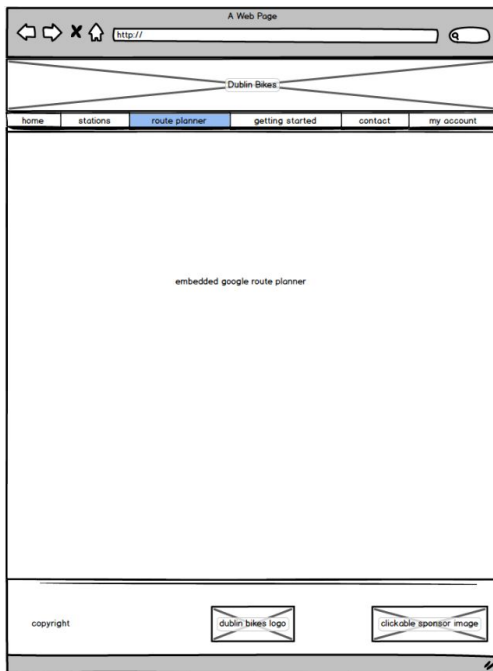 A Web Page
http://
Dublin Bikes
home stations route planner getting started contact my account
embedded google route planner
copyright dublin bikes logo clickable sponsor image